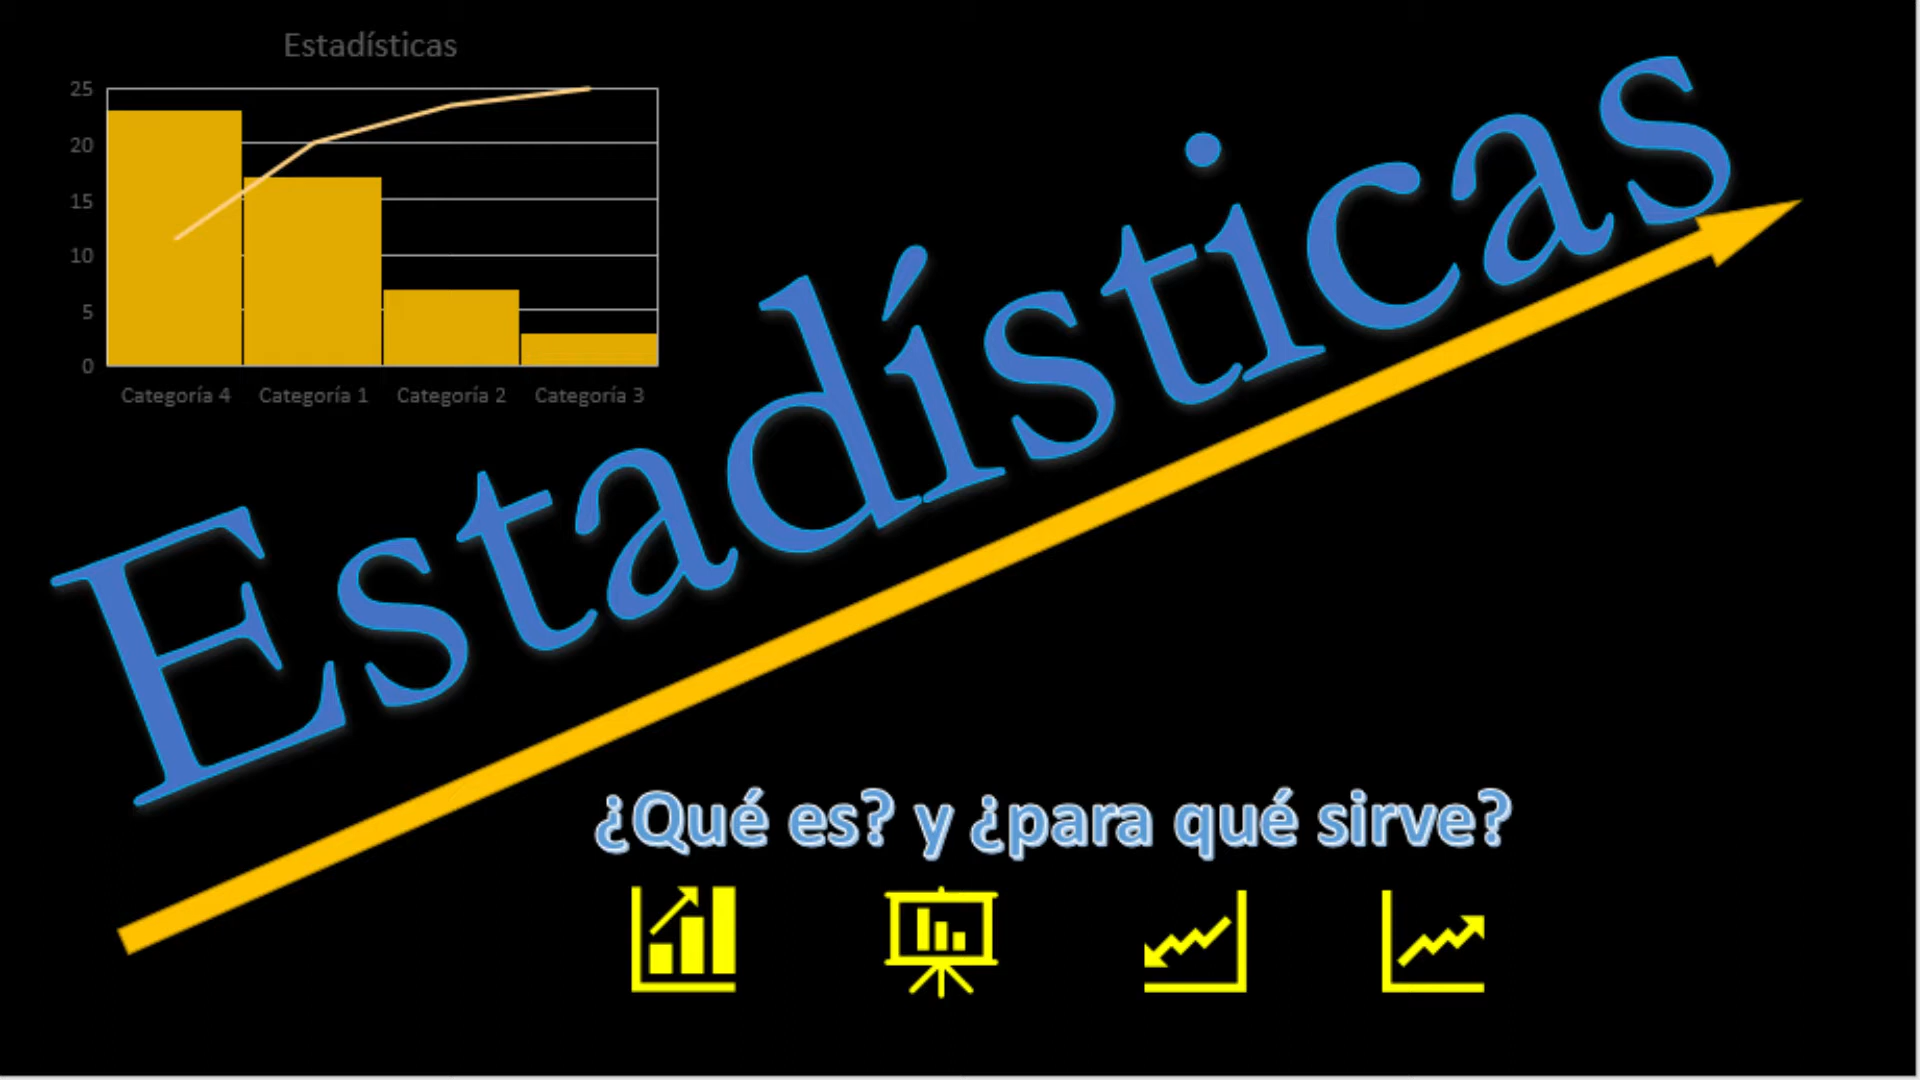 Estadísticas
25
20
15
10
5
0
Categoría 4 Categoría 1 Categoría 2 Categoría 3
Estadísticas
¿Qué es? y ¿para qué sirve?